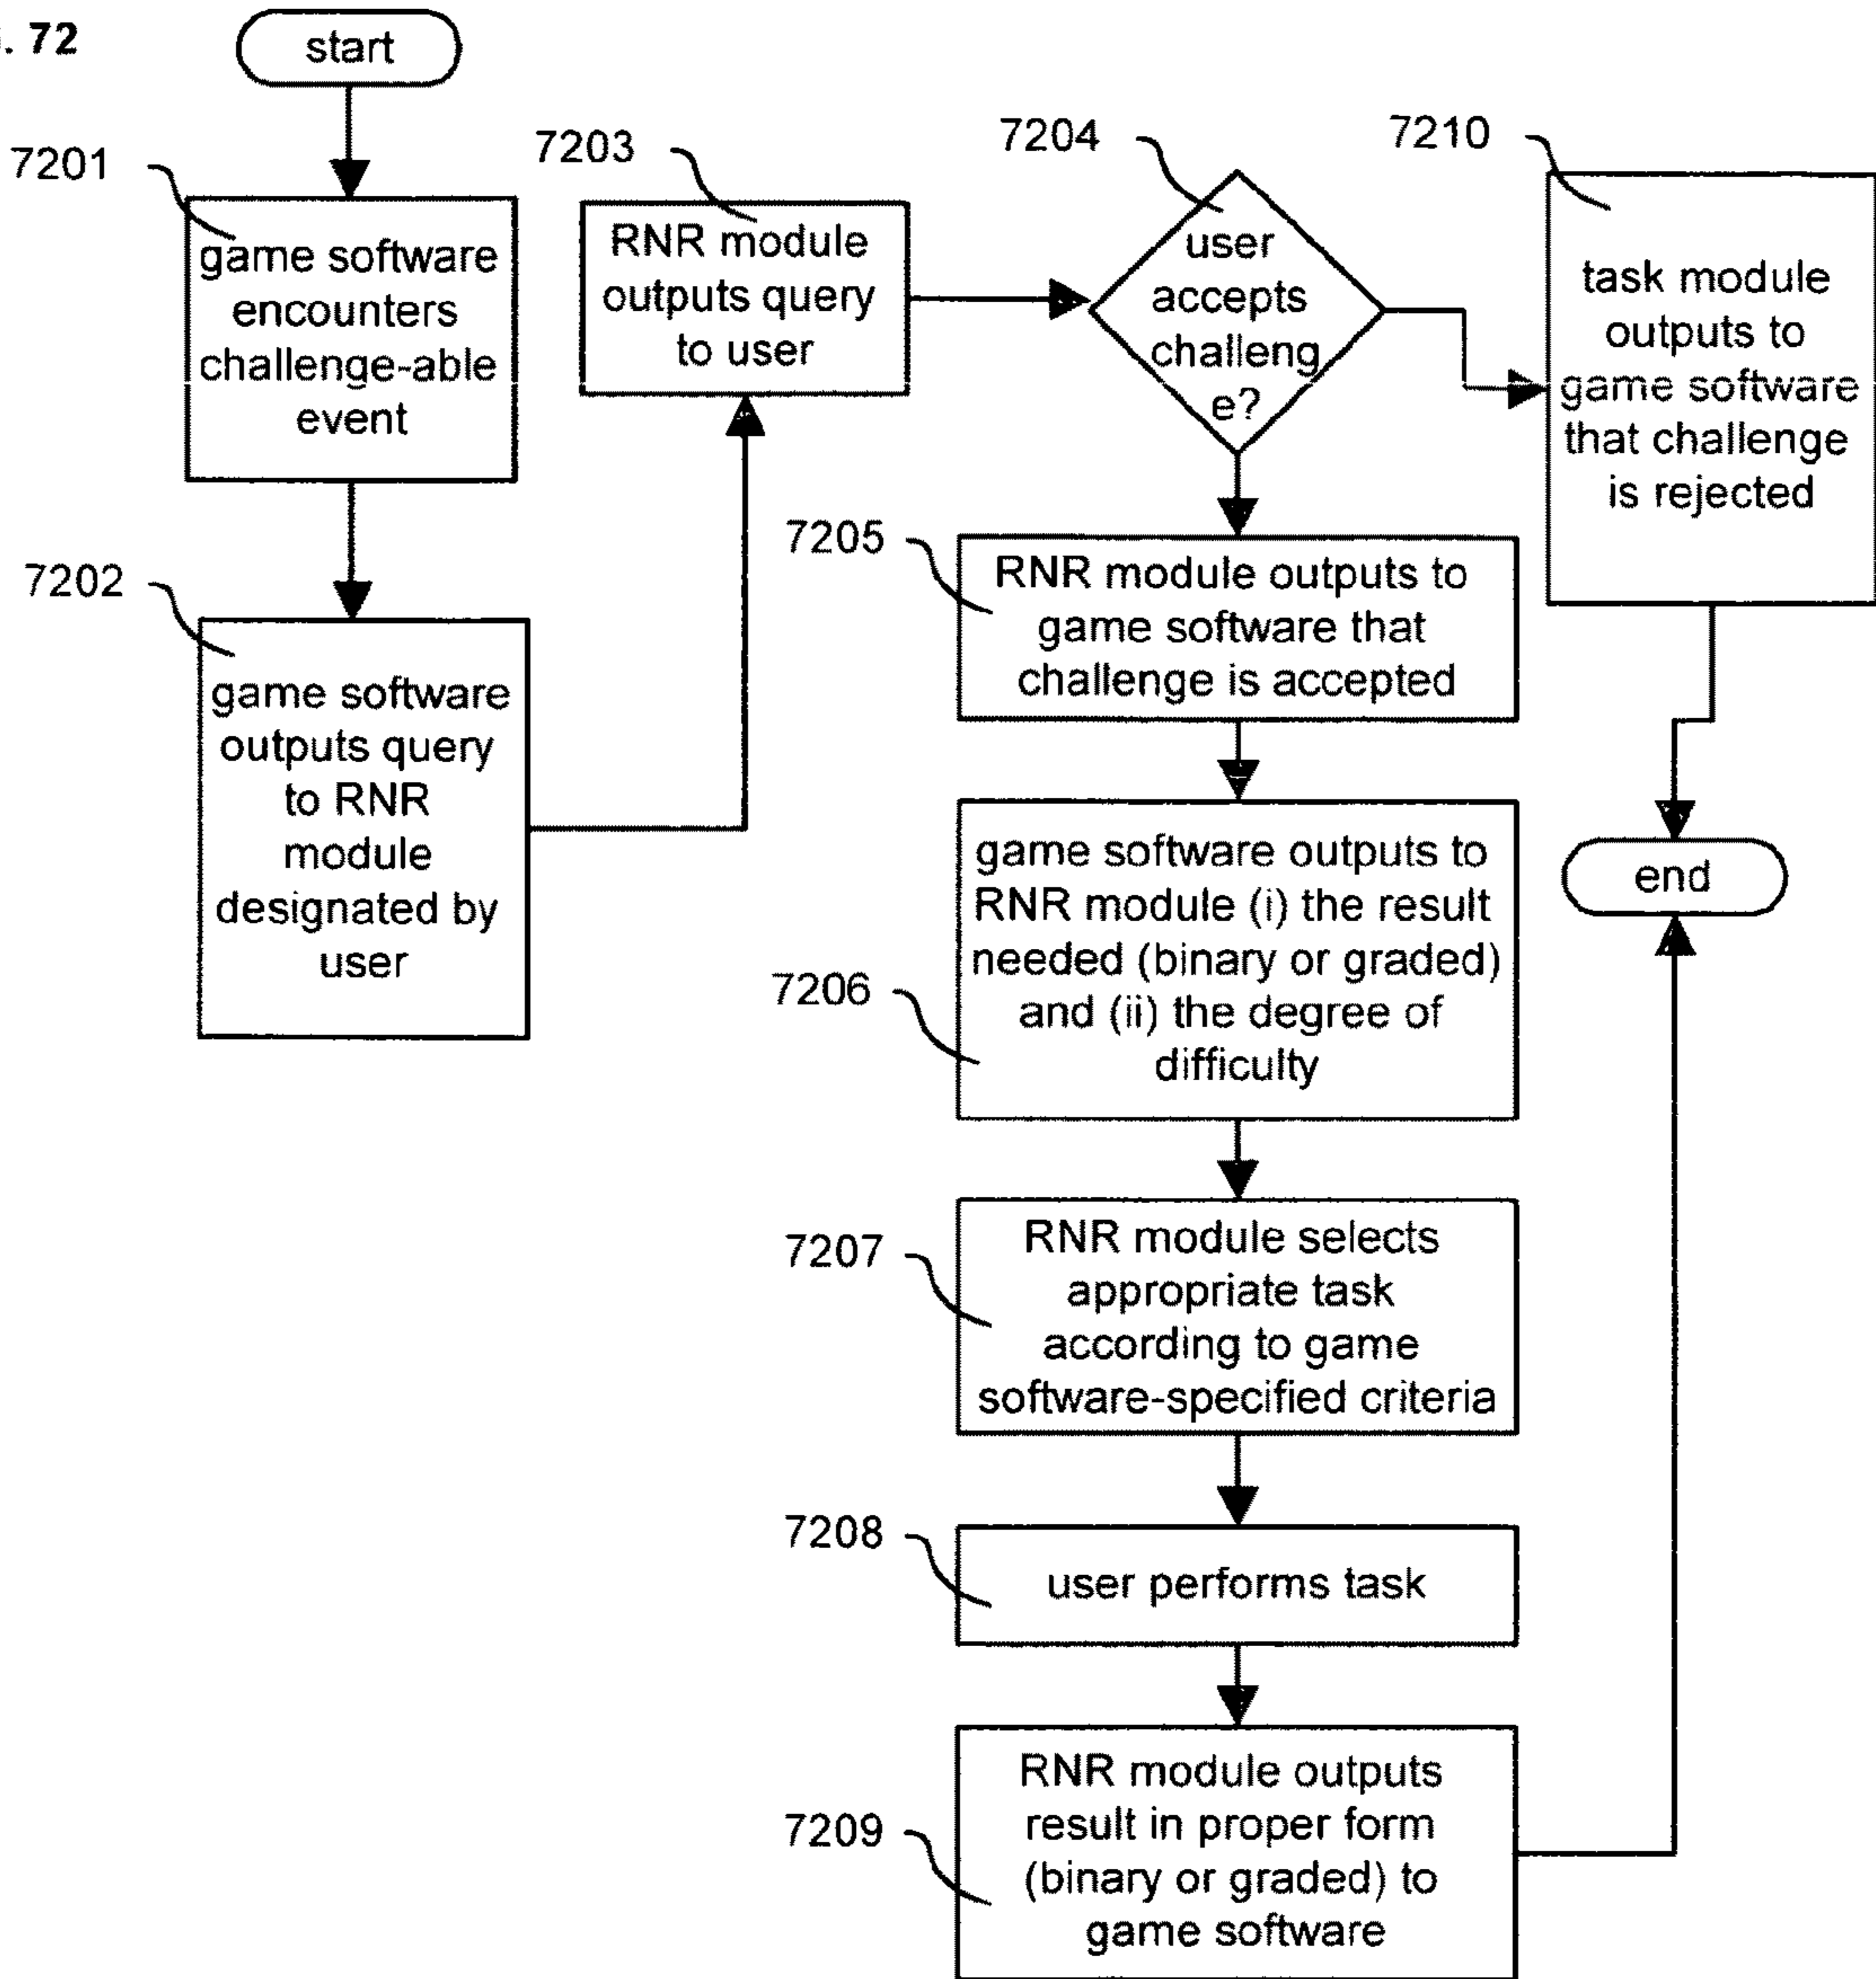 . 72
start
7201
game software
encounters
challenge-able
event
7202
game software
outputs query
to RNR
module
designated by
user
7203
RNR module
outputs query
to user
7204
user
accepts
challeng
e?
7210
task module
outputs to
game software
that challenge
is rejected
7205
RNR module outputs to
game software that
challenge is accepted
7206
game software outputs to
RNR module (i) the result
needed (binary or graded)
and (ii) the degree of
difficulty
7207
RNR module selects
appropriate task
according to game
software-specified criteria
7208
user performs task
7209
RNR module outputs
result in proper form
(binary or graded) to
game software
end